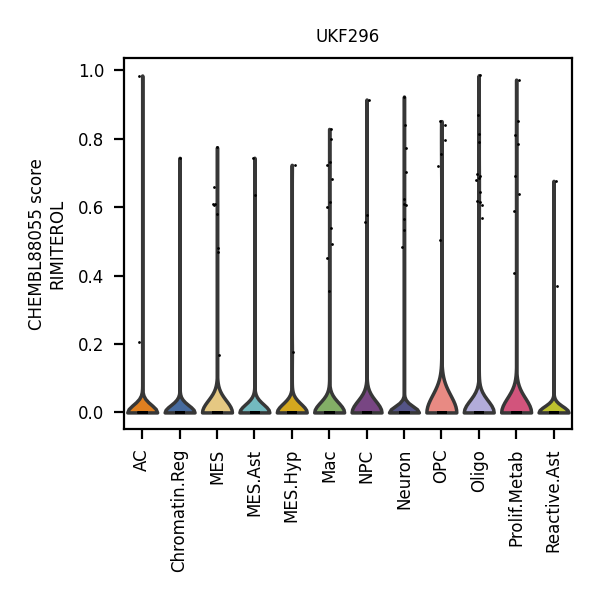 UKF296
CHEMBL88055 score
RIMITEROL
1.0
0.8
0.6
0.4
0.2
0.0
AC
Chromatin.Reg
MES
MES.Ast
MES.Hyp
Mac
NPC
Neuron
OPC
Oligo
Prolif.Metab
Reactive.Ast